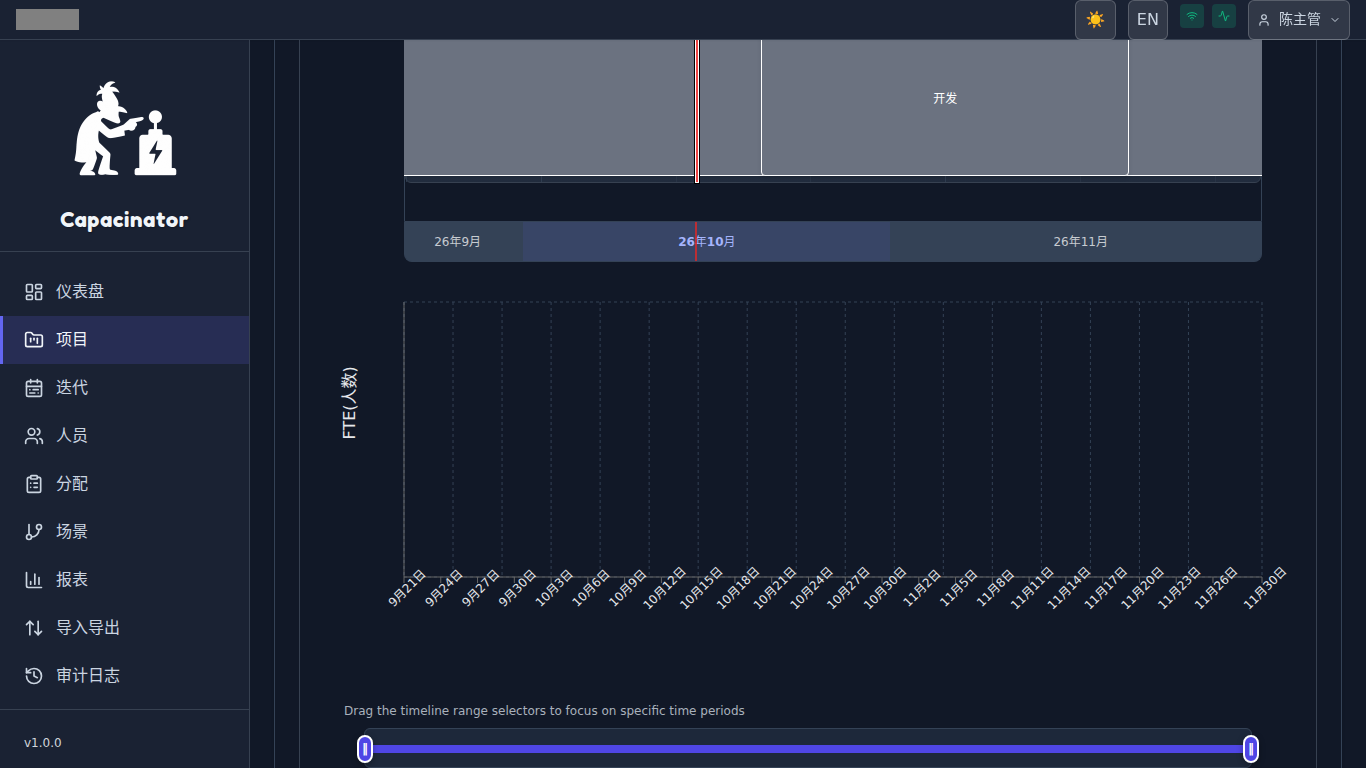 EN
陈主管
Capacinator
仪表盘
项目
迭代
人员
分配
场景
报表
导入导出
审计日志
v1.0.0
开发
26年9月
26年10月
26年11月
FTE(人数)
9月21日
9月24日
9月27日
9月30日
10月3日
10月6日
10月9日
10月12日
10月15日
10月18日
10月21日
10月24日
10月27日
10月30日
11月2日
11月5日
11月8日
11月11日
11月14日
11月17日
11月20日
11月23日
11月26日
11月30日
Drag the timeline range selectors to focus on specific time periods